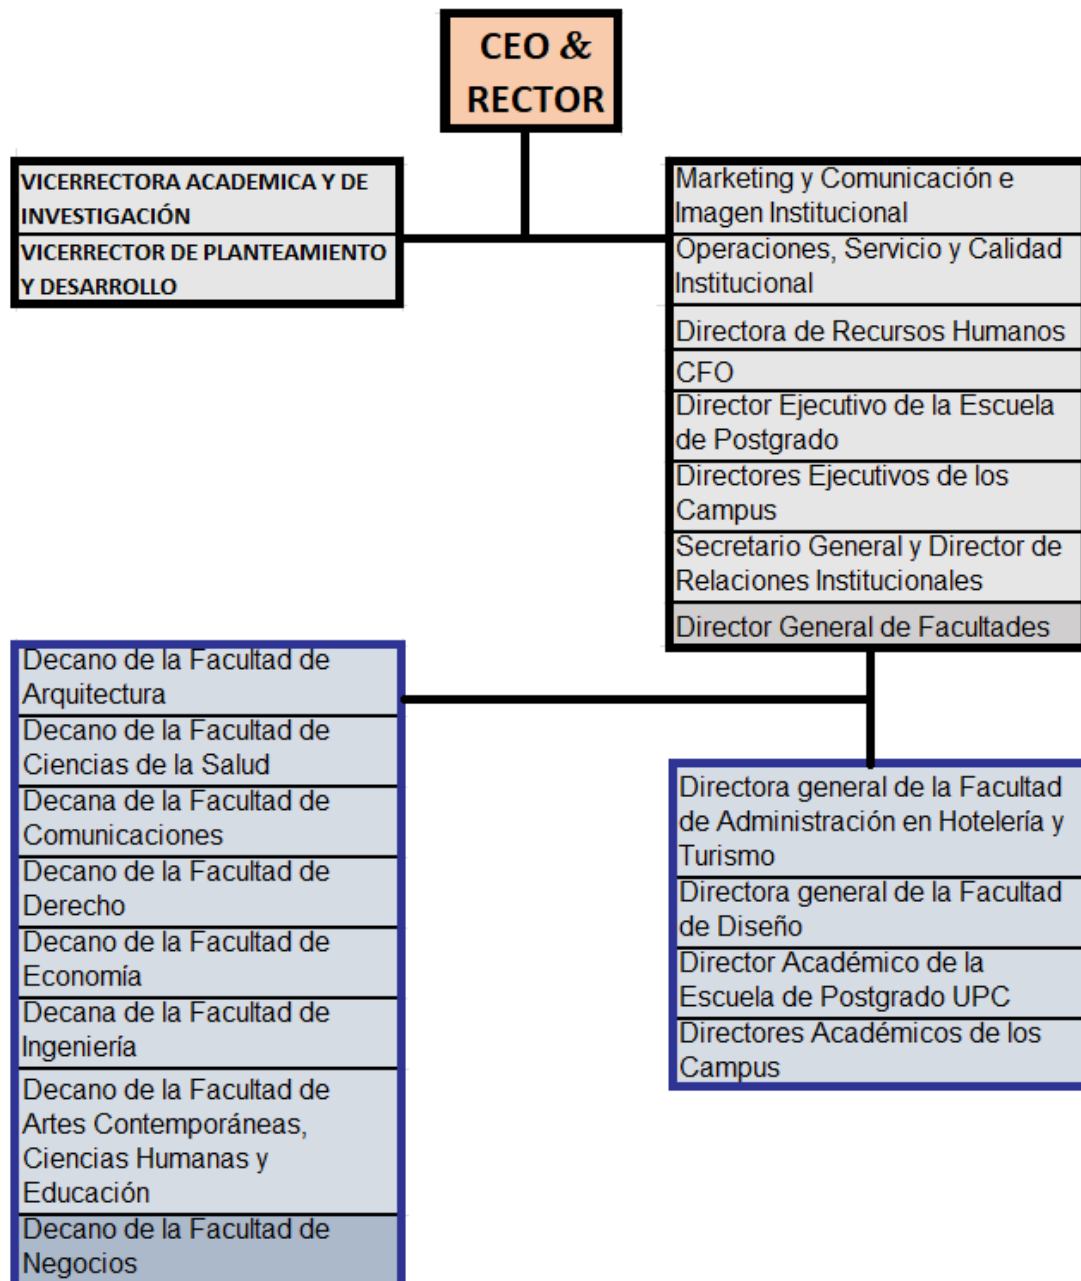 CEO &
RECTOR
VICERRECTORA ACADEMICA Y DE
INVESTIGACIÓN
VICERRECTOR DE PLANTEAMIENTO
Y DESARROLLO
Marketing y Comunicación e
Imagen Institucional
Operaciones, Servicio y Calidad
Institucional
Directora de Recursos Humanos
CFO
Director Ejecutivo de la Escuela
de Postgrado
Directores Ejecutivos de los
Campus
Secretario General y Director de
Relaciones Institucionales
Director General de Facultades
Decano de la Facultad de
Arquitectura
Decano de la Facultad de
Ciencias de la Salud
Decana de la Facultad de
Comunicaciones
Decano de la Facultad de
Derecho
Decano de la Facultad de
Economía
Decana de la Facultad de
Ingeniería
Decano de la Facultad de
Artes Contemporáneas,
Ciencias Humanas y
Educación
Decano de la Facultad de
Negocios
Directora general de la Facultad
de Administración en Hotelería y
Turismo
Directora general de la Facultad
de Diseño
Director Académico de la
Escuela de Postgrado UPC
Directores Académicos de los
Campus